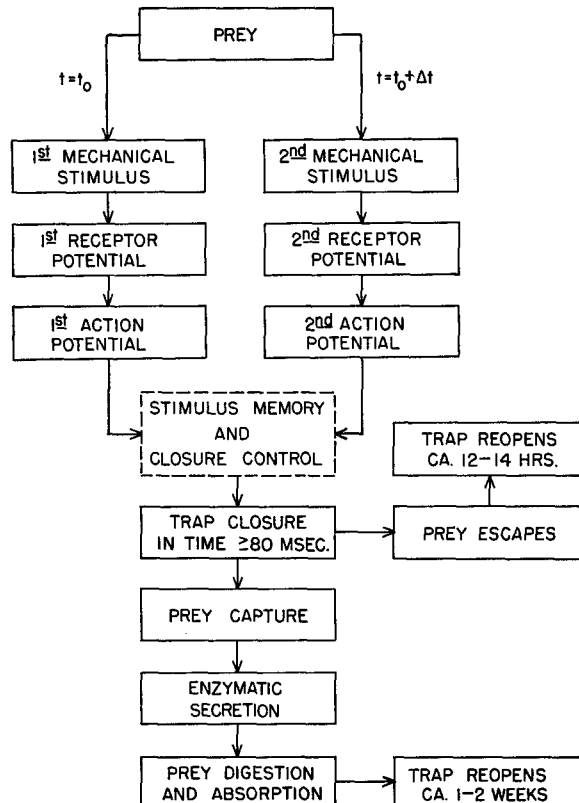 PREY
t=t₀
t=t₀+Δt
1st MECHANICAL
STIMULUS
2nd MECHANICAL
STIMULUS
1st RECEPTOR
POTENTIAL
2nd RECEPTOR
POTENTIAL
1st ACTION
POTENTIAL
2nd ACTION
POTENTIAL
STIMULUS MEMORY
AND
CLOSURE CONTROL
TRAP REOPENS
CA. 12-14 HRS.
TRAP CLOSURE
IN TIME ≥80 MSEC.
PREY ESCAPES
PREY CAPTURE
ENZYMATIC
SECRETION
PREY DIGESTION
AND ABSORPTION
TRAP REOPENS
CA. 1-2 WEEKS